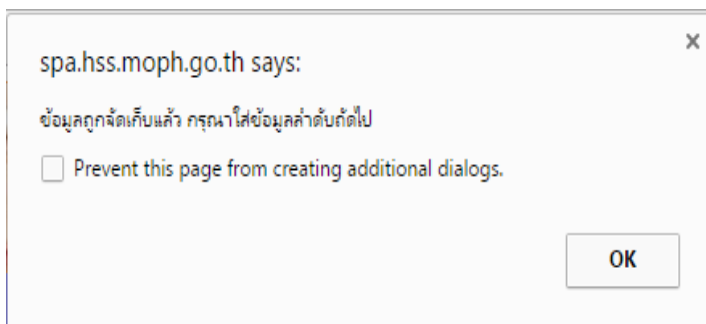 spa.hss.moph.go.th says:
ข้อมูลถูกจัดเก็บแล้ว กรุณาใส่ข้อมูลลำดับถัดไป
Prevent this page from creating additional dialogs.
OK